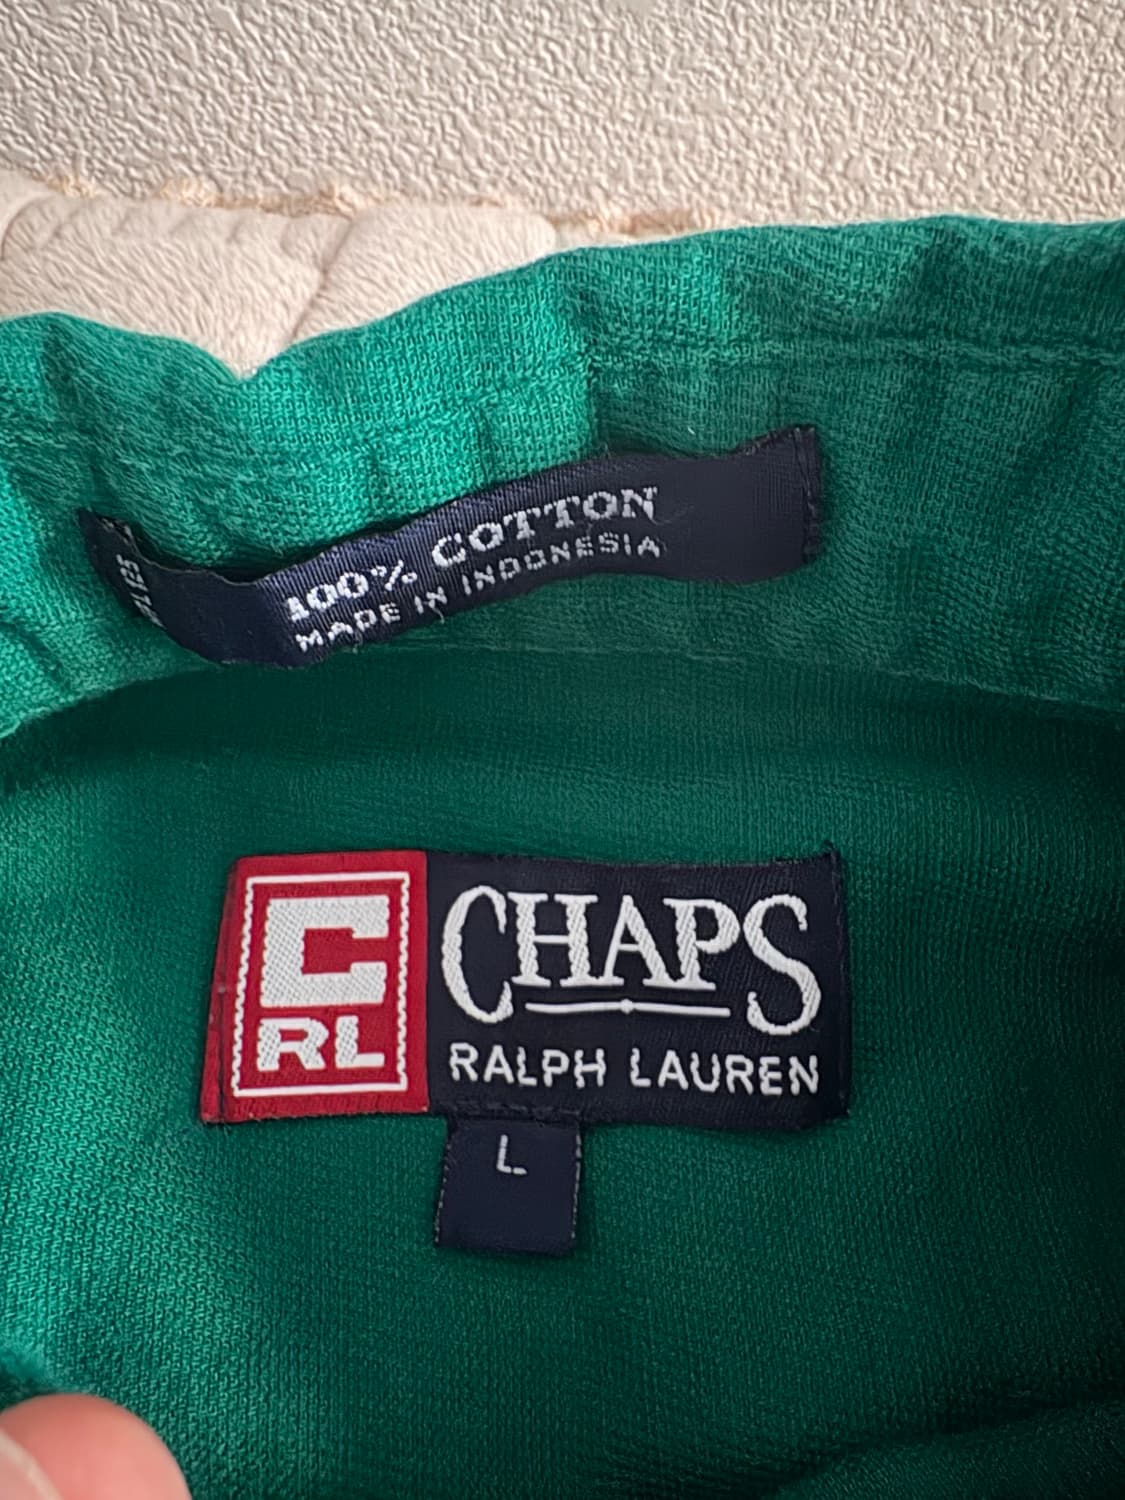 100% COTTON
MADE IN INDONESIA
C
RL
CHAPS
RALPH LAUREN
L